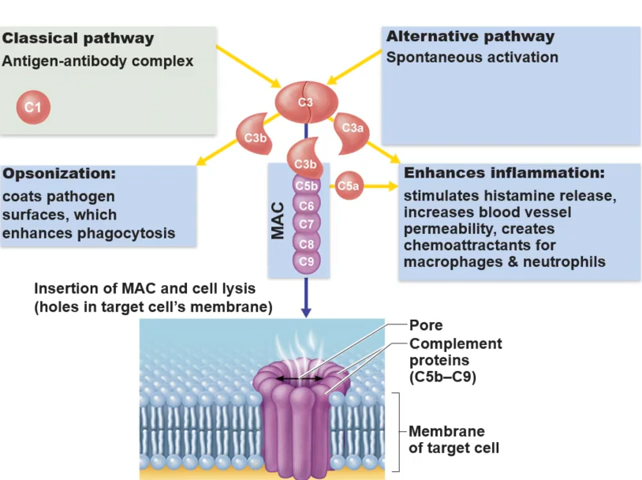 Classical pathway
Antigen-antibody complex
C1
Alternative pathway
Spontaneous activation
C3
C3b
C3a
C3b
Opsonization:
coats pathogen
surfaces, which
enhances phagocytosis
MAC
C5b
C6
C7
C8
C9
C5a
Enhances inflammation:
stimulates histamine release,
increases blood vessel
permeability, creates
chemoattractants for
macrophages & neutrophils
Insertion of MAC and cell lysis
(holes in target cell’s membrane)
Pore
Complement
proteins
(C5b–C9)
Membrane
of target cell